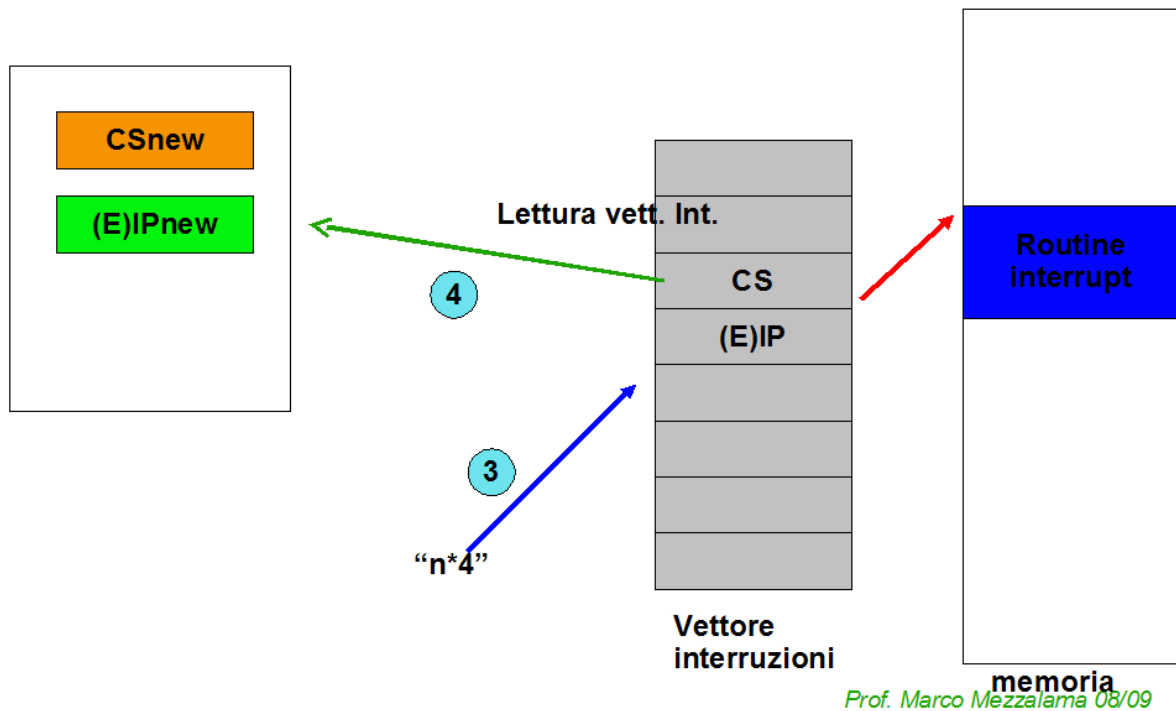 CSnew
(E)IPnew
Lettura vett. Int.
4
CS
(E)IP
3
“n*4”
Vettore
interruzioni
Routine
interrupt
memoria
Prof. Marco Mezzalama 08/09